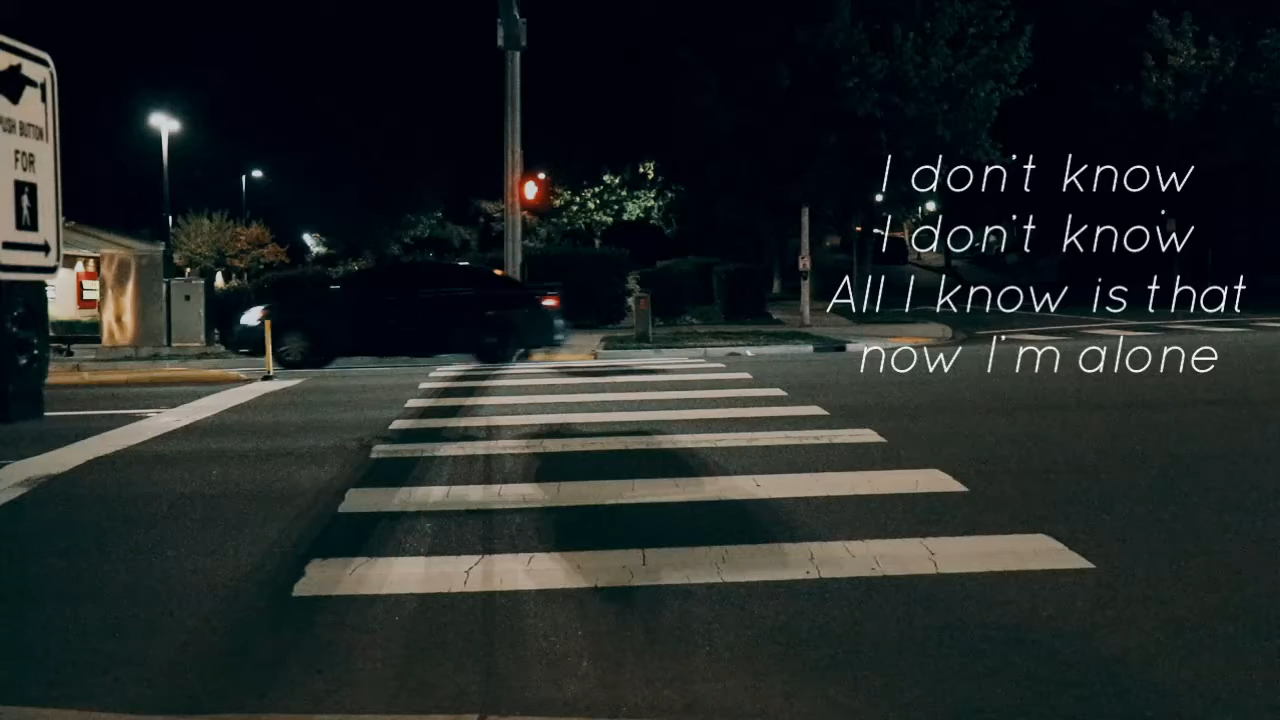 PUSH BUTTON
FOR
I don't know
I don't know
All I know is that
now I'm alone